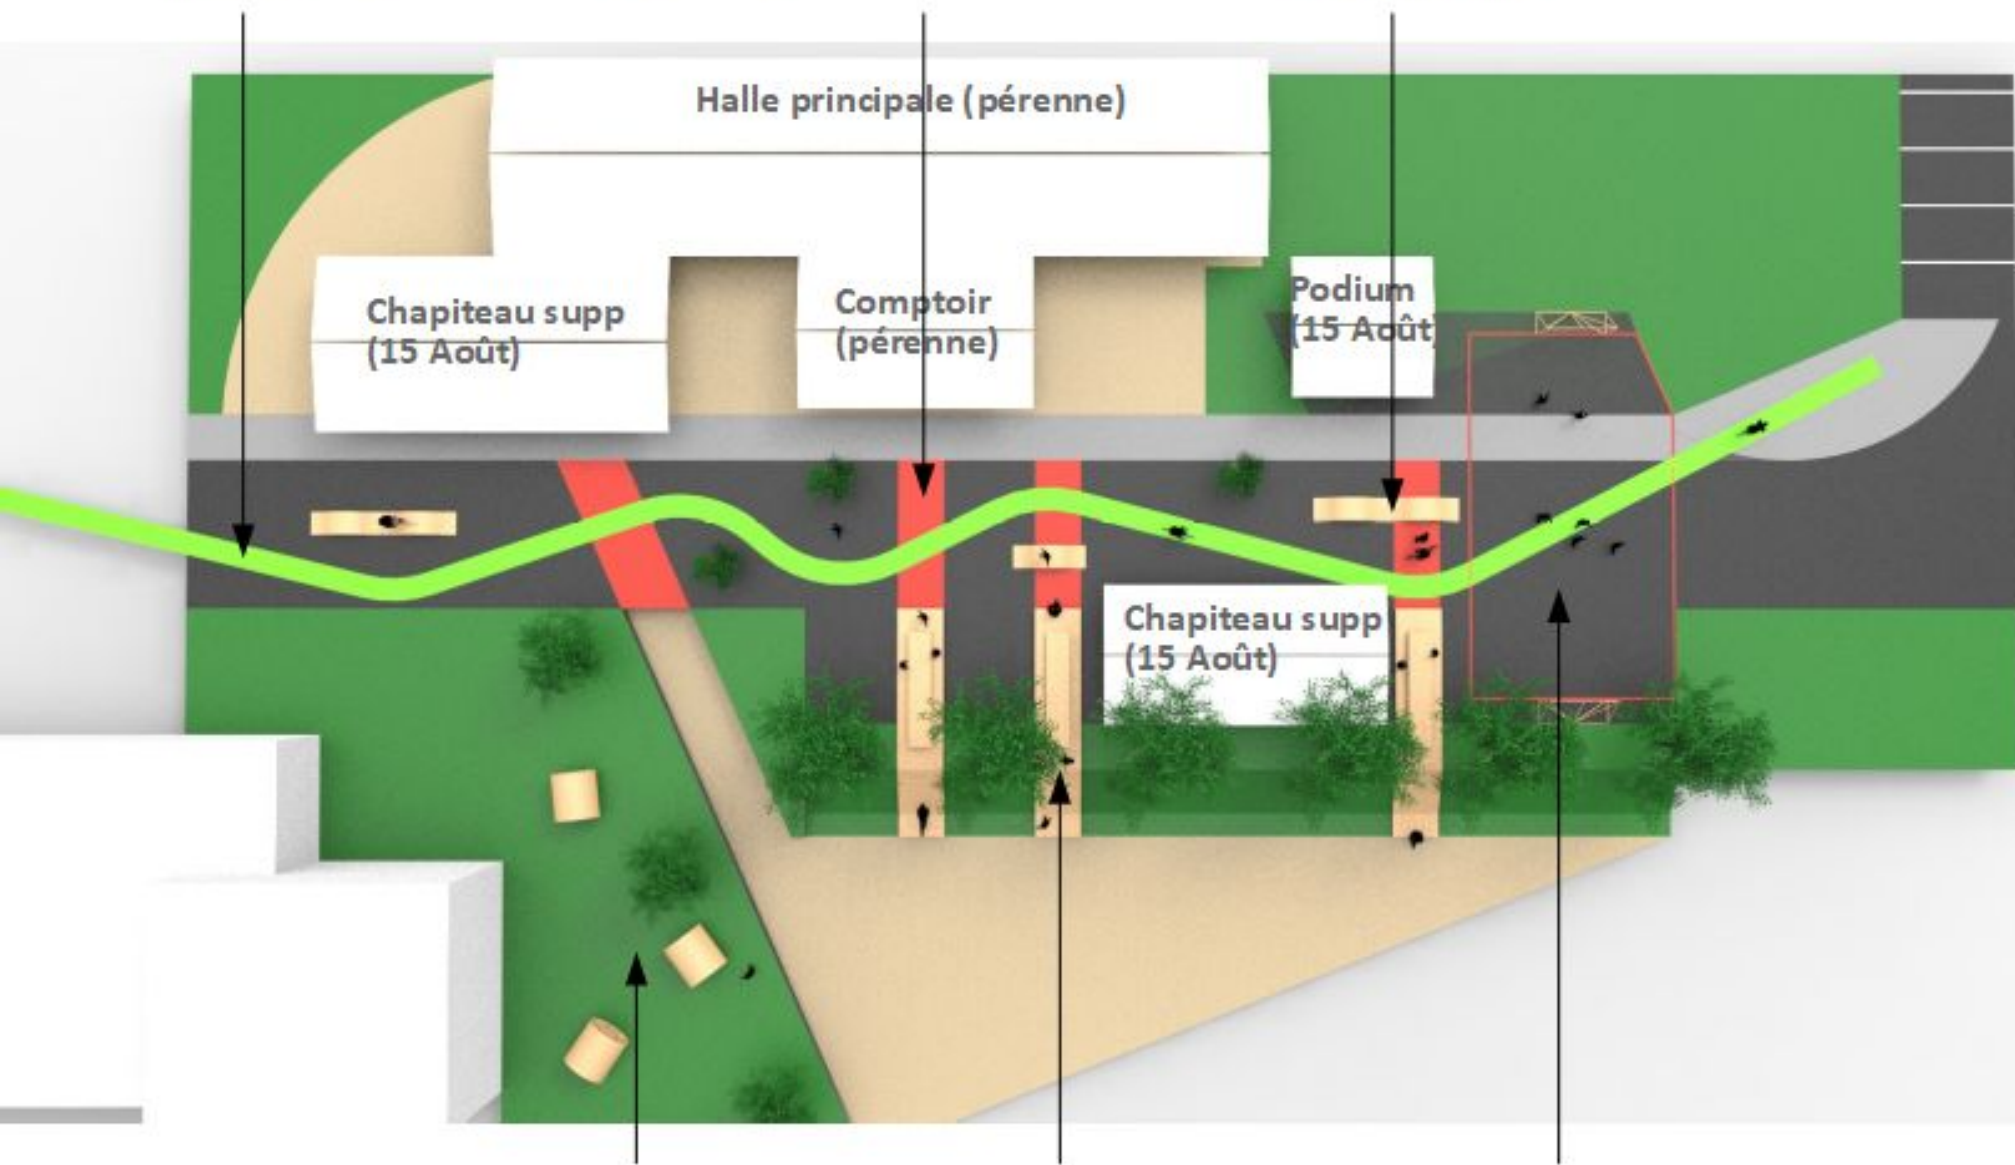 Halle principale (pérenne)
Chapiteau supp
(15 Août)
Comptoir
(pérenne)
Podium
(15 Août)
Chapiteau supp
(15 Août)